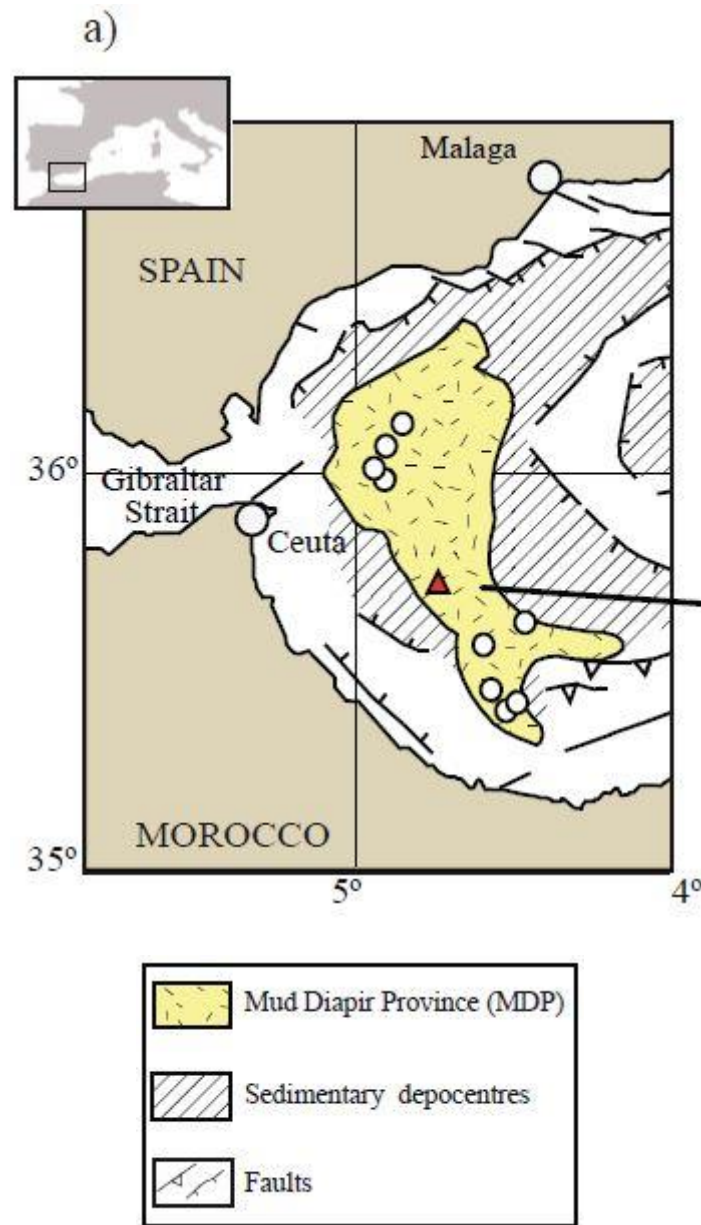 a)
Malaga
SPAIN
36º
Gibraltar
Strait
Ceuta
MOROCCO
35º
5º
4º
Mud Diapir Province (MDP)
Sedimentary depocentres
Faults